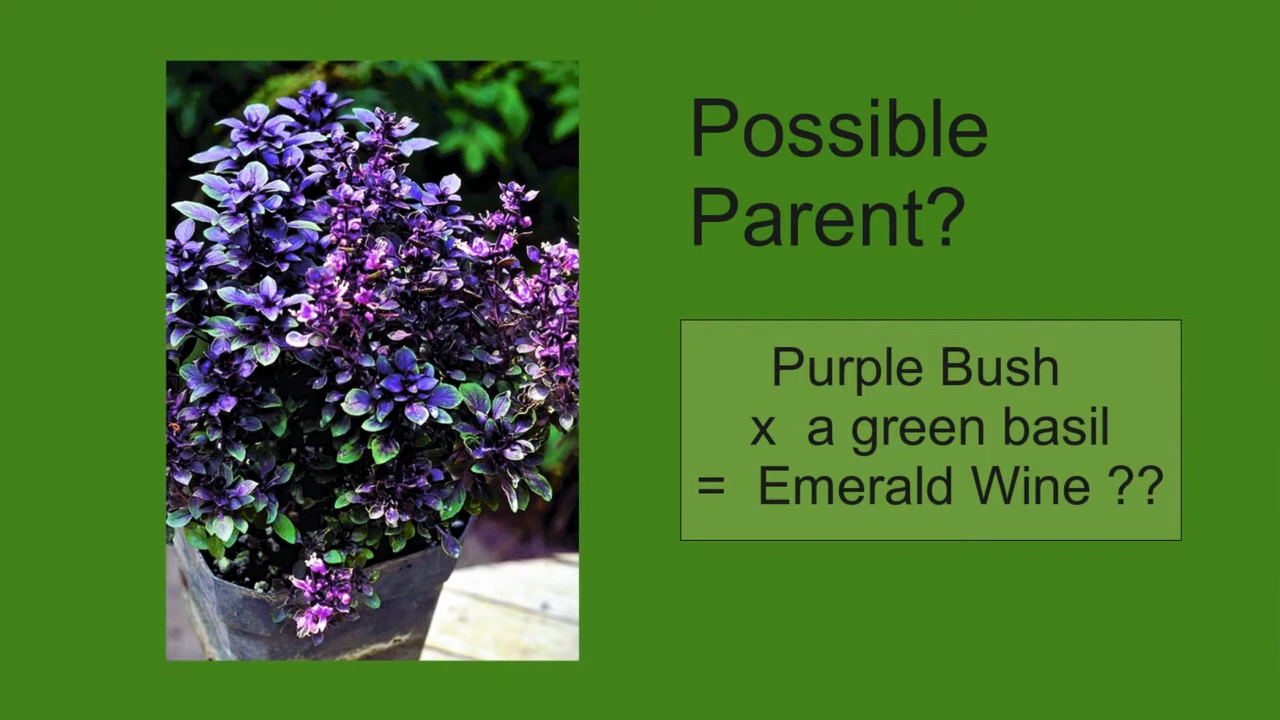 Possible
Parent?
Purple Bush
x a green basil
= Emerald Wine ??